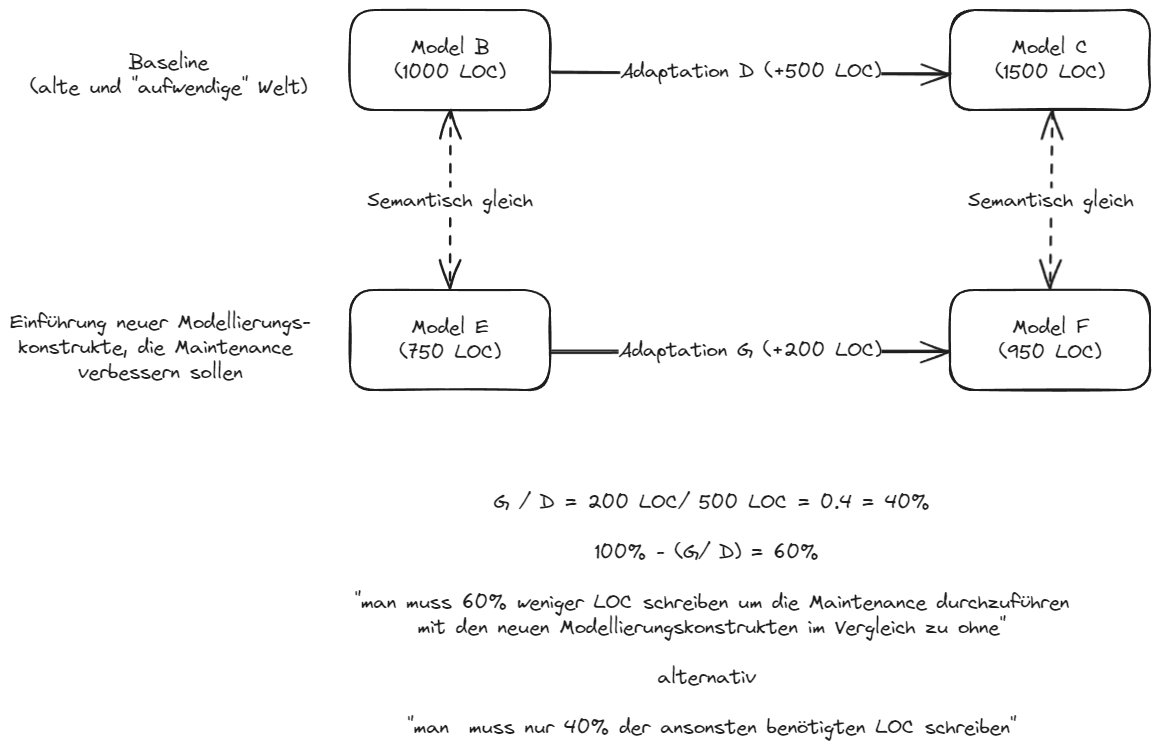 Baseline
(alte und "aufwendige" Welt)
Model B
(1000 LOC)
Adaptation D (+500 LOC)
Model C
(1500 LOC)
Semantisch gleich
Semantisch gleich
Einführung neuer Modellierungs-
konstrukte, die Maintenance
verbessern sollen
Model E
(750 LOC)
Adaptation G (+200 LOC)
Model F
(950 LOC)
G / D = 200 LOC/ 500 LOC = 0.4 = 40%
100% - (G/ D) = 60%
"man muss 60% weniger LOC schreiben um die Maintenance durchzuführen
mit den neuen Modellierungskonstrukten im Vergleich zu ohne"
alternativ
"man muss nur 40% der ansonsten benötigten LOC schreiben"